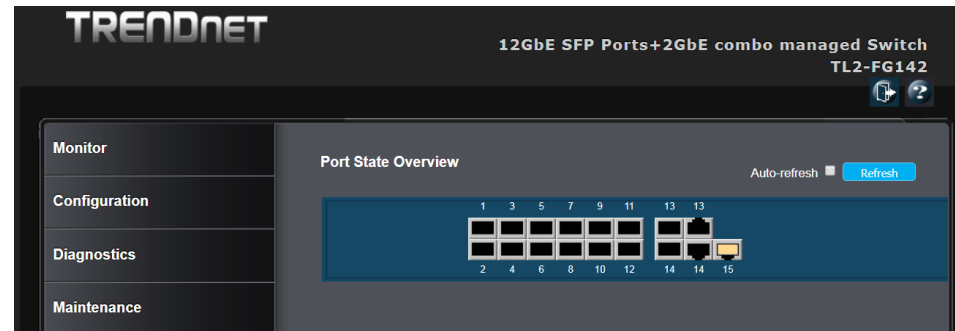 TRENDNET
12GbE SFP Ports+2GbE combo managed Switch
TL2-FG142
?
Monitor
Configuration
Diagnostics
Maintenance
Port State Overview
Auto-refresh Refresh
1 3 5 7 9 11 13 13
2 4 6 8 10 12 14 14 15